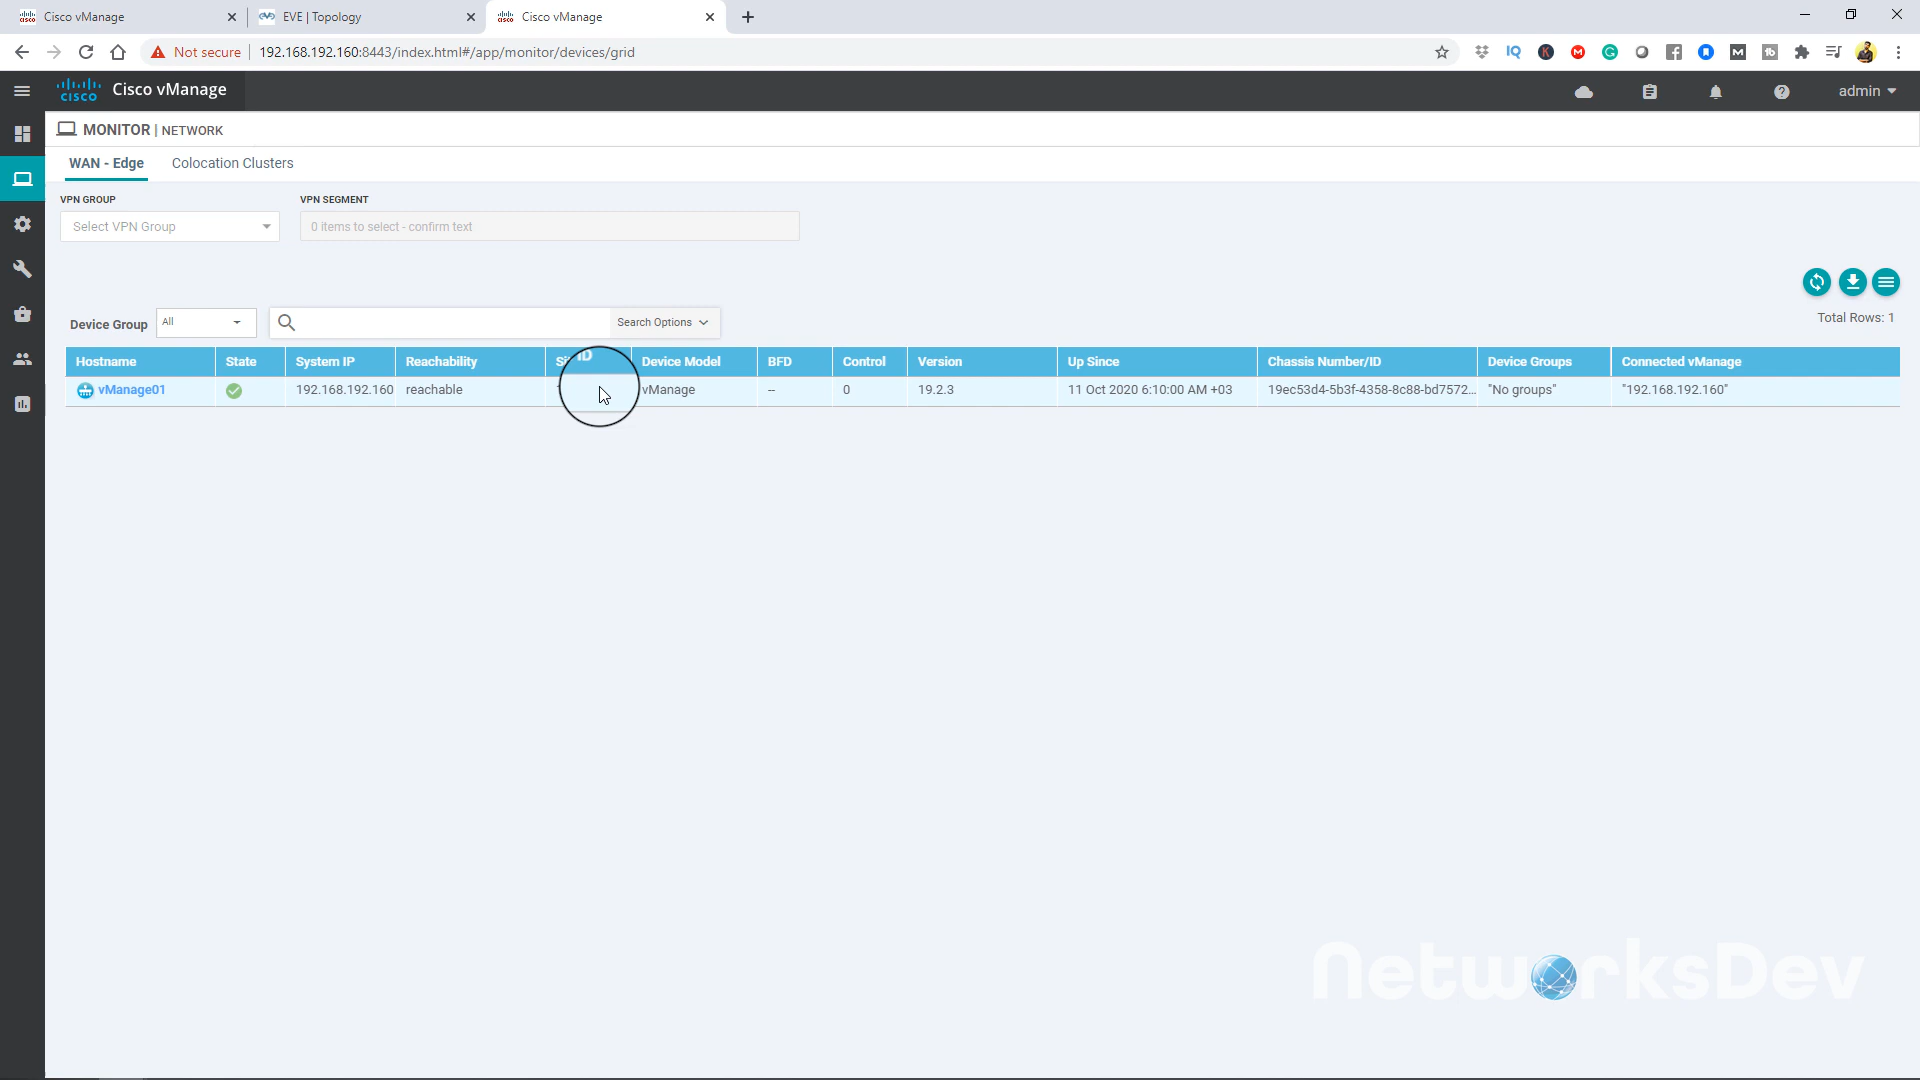 Cisco vManage
EVE | Topology
Cisco vManage
Not secure
192.168.192.160:8443/index.html#/app/monitor/devices/grid
cisco
Cisco vManage
admin
MONITOR | NETWORK
WAN - Edge
Colocation Clusters
VPN GROUP
VPN SEGMENT
Select VPN Group
0 items to select - confirm text
Total Rows: 1
Device Group
All
Search Options
Hostname State System IP Reachability ID Device Model BFD Control Version Up Since Chassis Number/ID Device Groups Connected vManage
vManage01 192.168.192.160 reachable vManage -- 0 19.2.3 11 Oct 2020 6:10:00 AM +03 19ec53d4-5b3f-4358-8c88-bd7572... "No groups" "192.168.192.160"
NetworksDev